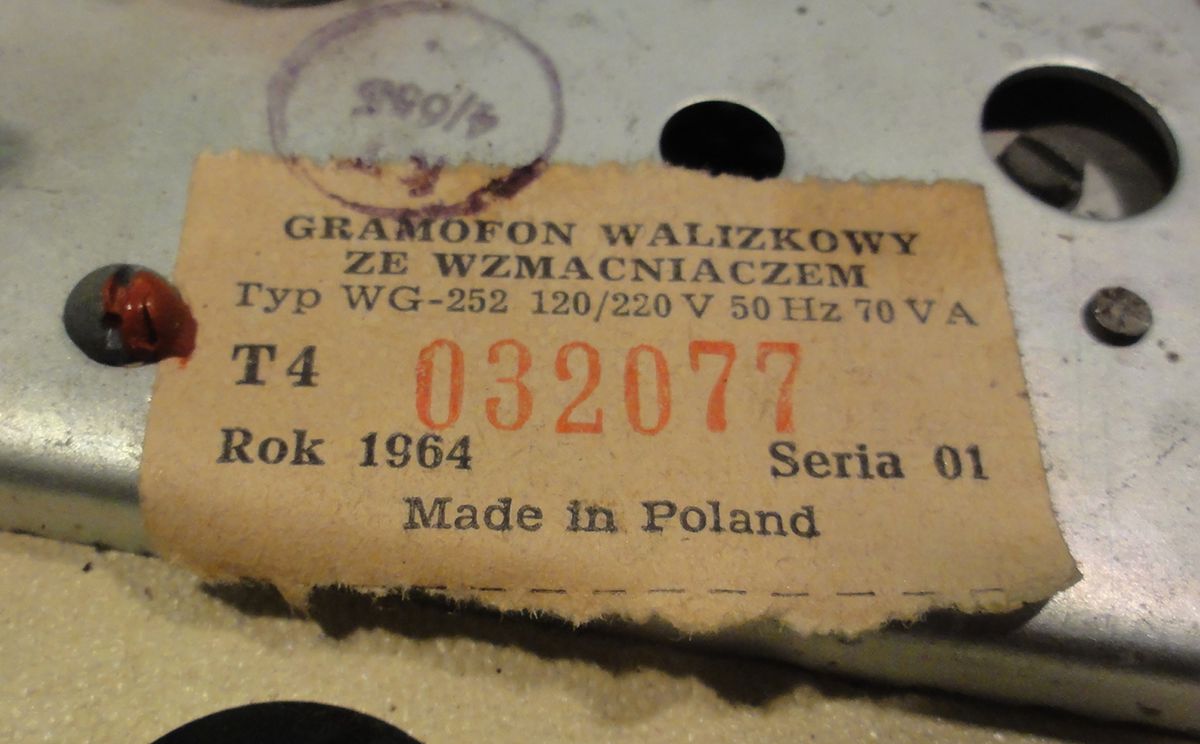 GRAMOFON WALIZKOWY
ZE WZMACNIACZEM
Typ WG-252 120/220 V 50 Hz 70 V A
T4 032077
Rok 1964 Seria 01
Made in Poland